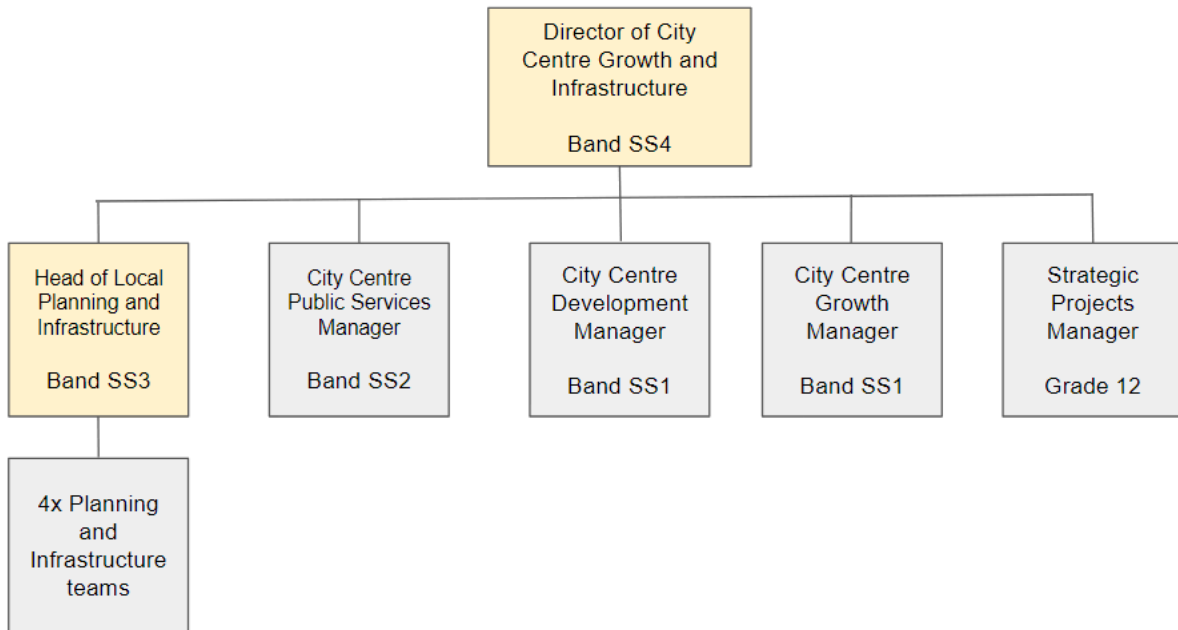 Director of City
Centre Growth and
Infrastructure
Band SS4
Head of Local
Planning and
Infrastructure
Band SS3
City Centre
Public Services
Manager
Band SS2
City Centre
Development
Manager
Band SS1
City Centre
Growth
Manager
Band SS1
Strategic
Projects
Manager
Grade 12
4x Planning
and
Infrastructure
teams